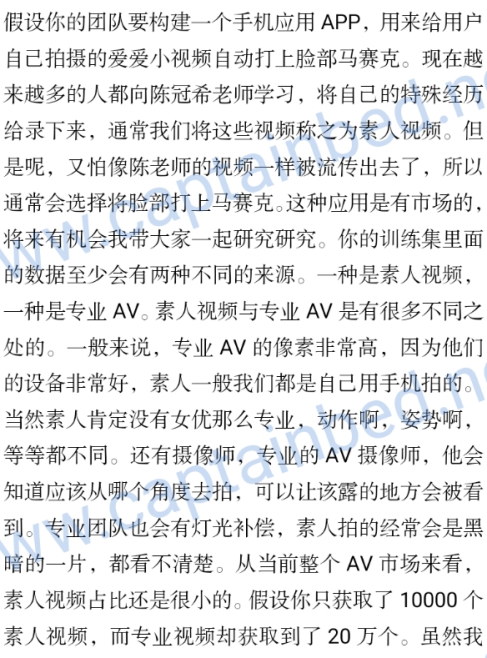 假设你的团队要构建一个手机应用 APP，用来给用户
自己拍摄的爱爱小视频自动打上脸部马赛克。现在越
来越多的人都向陈冠希老师学习，将自己的特殊经历
给录下来，通常我们将这些视频称之为素人视频。但
是呢，又怕像陈老师的视频一样被流传出去了，所以
通常会选择将脸部打上马赛克。这种应用是有市场的，
将来有机会我带大家一起研究研究。你的训练集里面
的数据至少会有两种不同的来源。一种是素人视频，
一种是专业 AV。素人视频与专业 AV 是有很多不同之
处的。一般来说，专业 AV 的像素非常高，因为他们
的设备非常好，素人一般我们都是自己用手机拍的。
当然素人肯定没有女优那么专业，动作啊，姿势啊，
等等都不同。还有摄像师，专业的 AV 摄像师，他会
知道应该从哪个角度去拍，可以让该露的地方会被看
到。专业团队也会有灯光补偿，素人拍的经常会是黑
暗的一片，都看不清楚。从当前整个 AV 市场来看，
素人视频占比还是很小的。假设你只获取了 10000 个
素人视频，而专业视频却获取到了 20 万个。虽然我
www.captainbed.net
www.captainbed.net